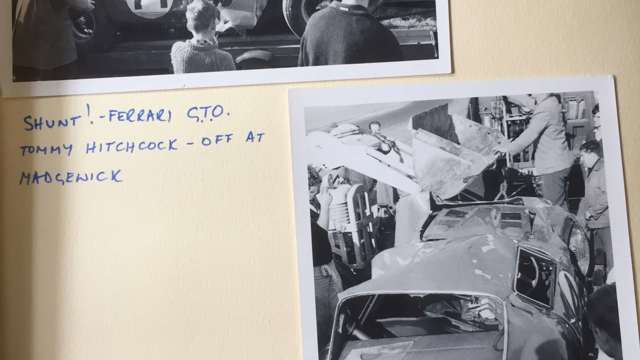 SHUNT! - FERRARI G.T.O.
TOMMY HITCHCOCK - OFF AT
MADGEWICK